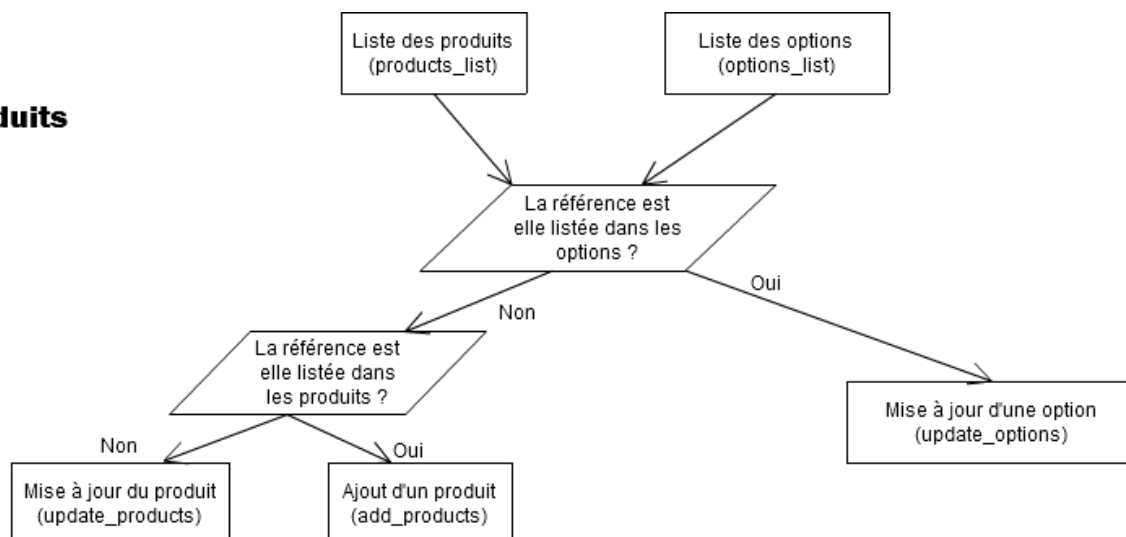 Liste des produits
(products_list)
Liste des options
(options_list)
duits
La référence est
elle listée dans les
options ?
Oui
Non
La référence est
elle listée dans
les produits ?
Mise à jour d'une option
(update_options)
Non
Oui
Mise à jour du produit
(update_products)
Ajout d'un produit
(add_products)